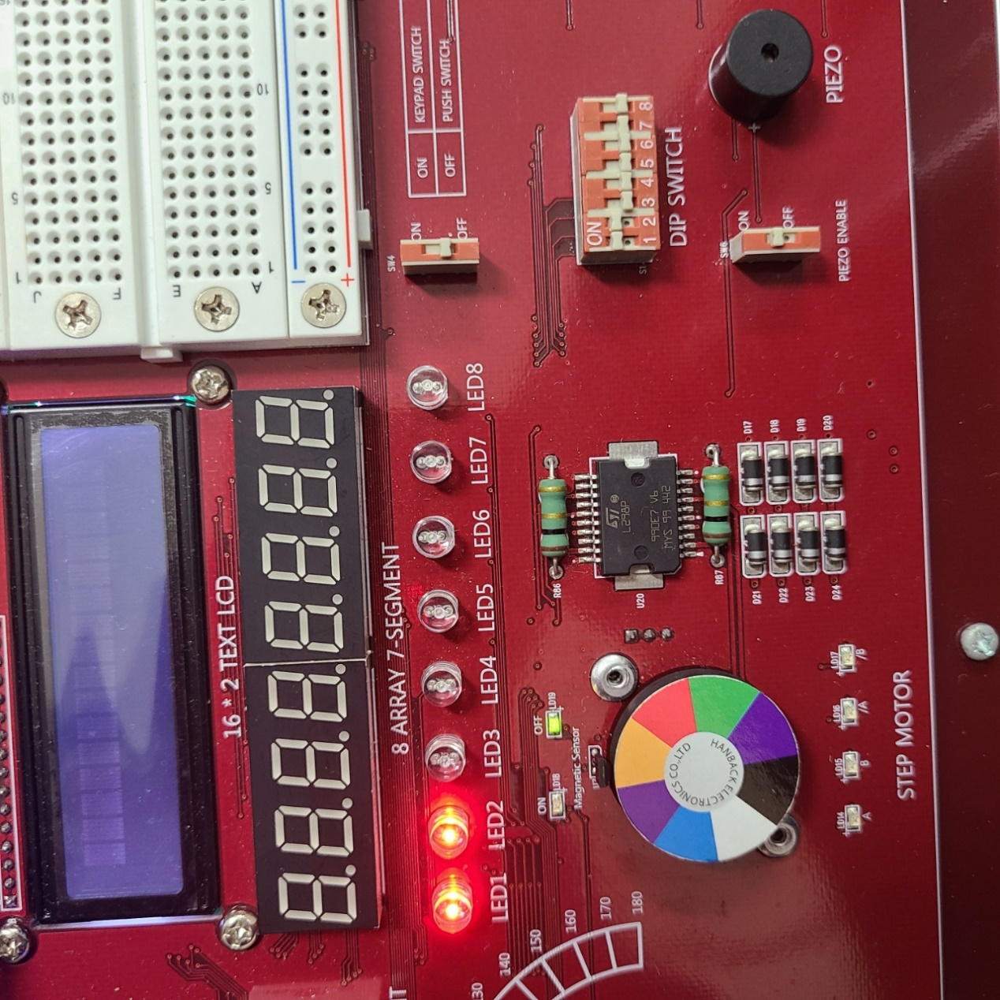 KEYPAD SWITCH
PUSH SWITCH
ON
OFF
ON
OFF
SW4
10
10
5
5
1
1
J
F
E
A
−
+
ON
1 2 3 4 5 6 7 8
DIP SWITCH
PIEZO
+
ON
OFF
SW6
PIEZO ENABLE
LED8
LED7
LED6
LED5
LED4
LED3
LED2
LED1
16 * 2 TEXT LCD
8 ARRAY 7-SEGMENT
R86
L298P
990E7 V6
MYS 99 442
U20
R87
D17
D18
D19
D20
D21
D22
D23
D24
OFF
LD19
ON
LD18
Magnetic Sensor
HANBACK ELECTRONICS CO.,LTD
LD17
/B
LD16
/A
LD15
B
LD14
A
STEP MOTOR
130
140
150
160
170
180